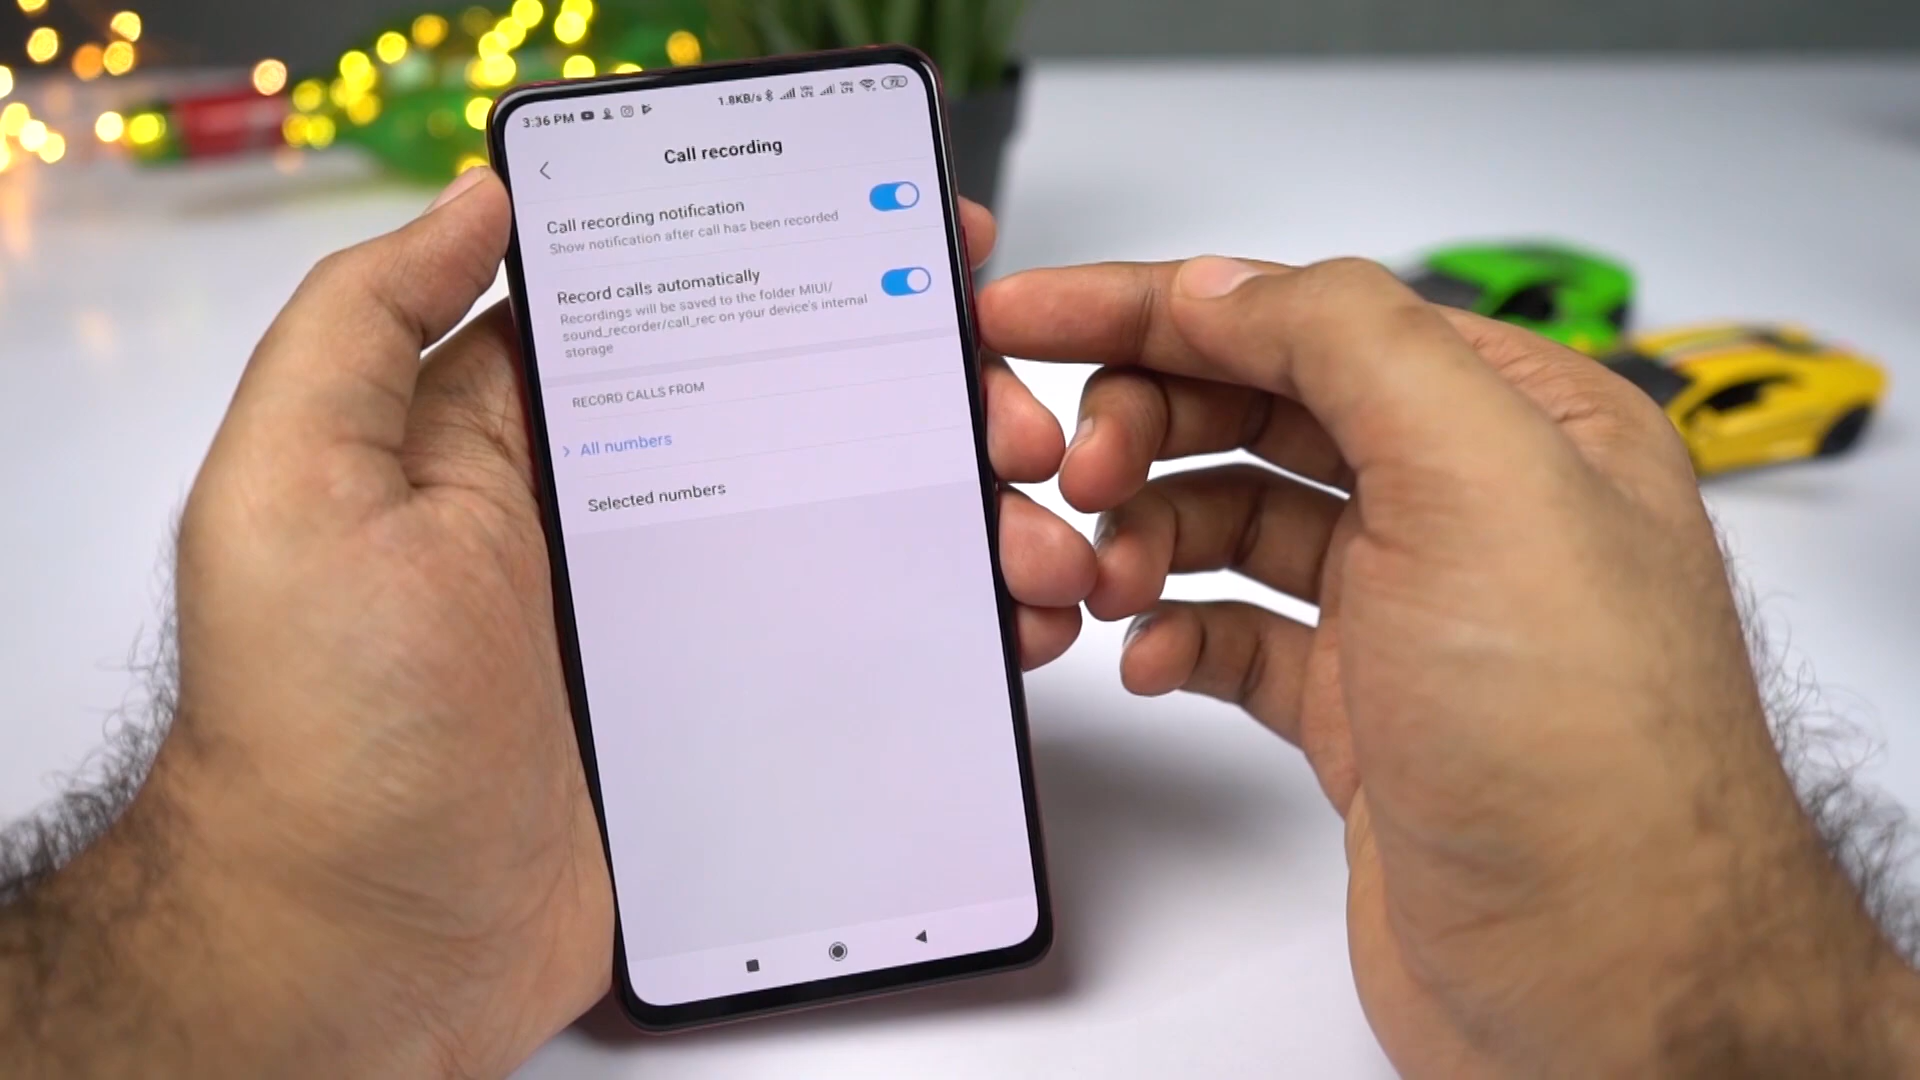 3:36 PM 1.8KB/s 72
Call recording
Call recording notification
Show notification after call has been recorded
Record calls automatically
Recordings will be saved to the folder MIUI/
sound_recorder/call_rec on your device's internal
storage
RECORD CALLS FROM
All numbers
Selected numbers